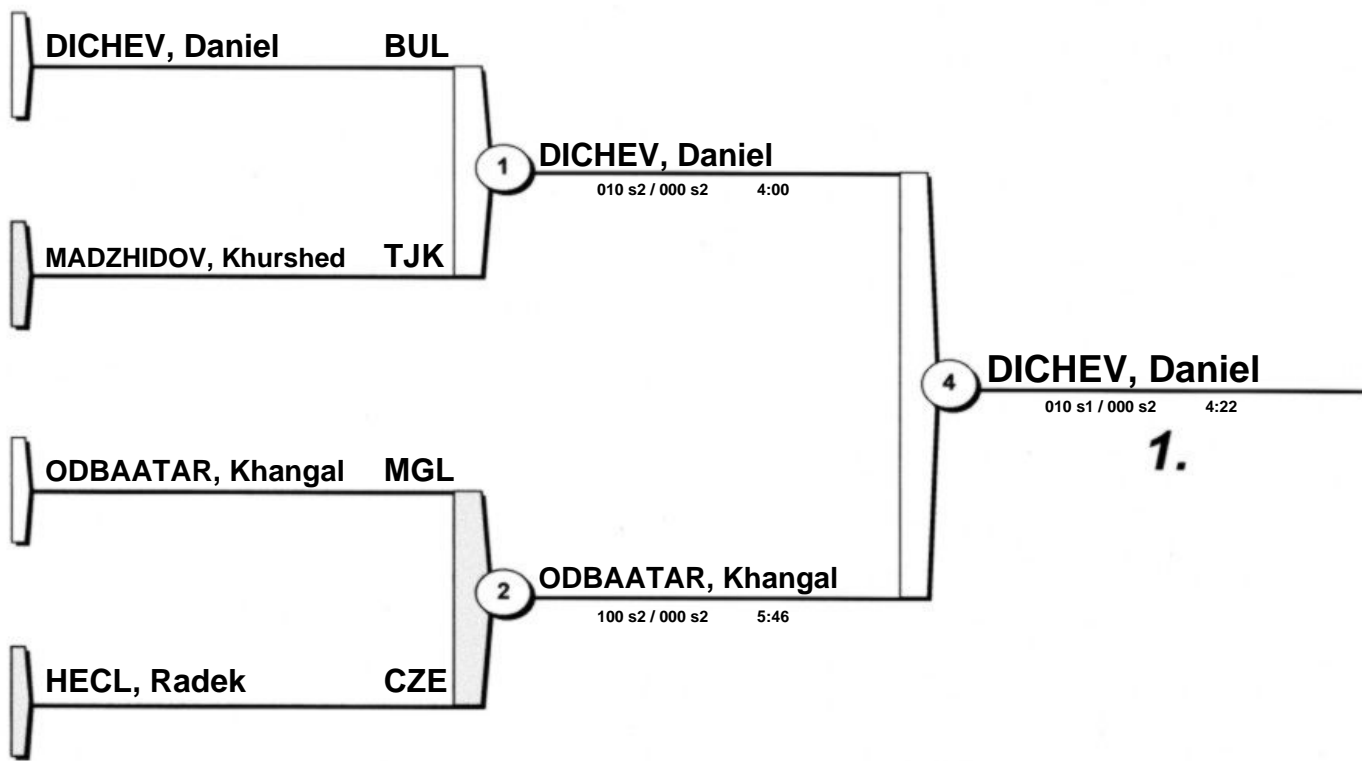 DICHEV, Daniel BUL
1
DICHEV, Daniel
010 s2 / 000 s2 4:00
MADZHIDOV, Khurshed TJK
4
DICHEV, Daniel
010 s1 / 000 s2 4:22
1.
ODBAATAR, Khangal MGL
2
ODBAATAR, Khangal
100 s2 / 000 s2 5:46
HECL, Radek CZE